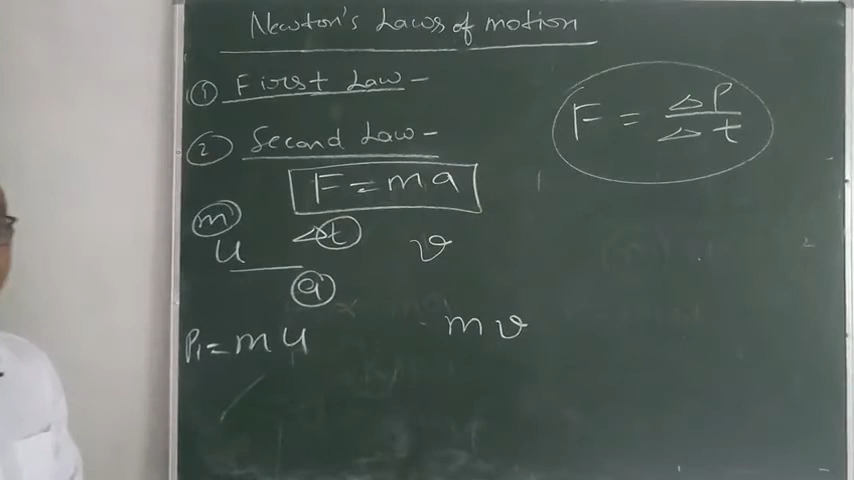 Newton's Laws of motion
① First Law -
② Second Law -
F = ma
F = ΔP / Δt
m
u Δt v
a
P₁ = mu
mv